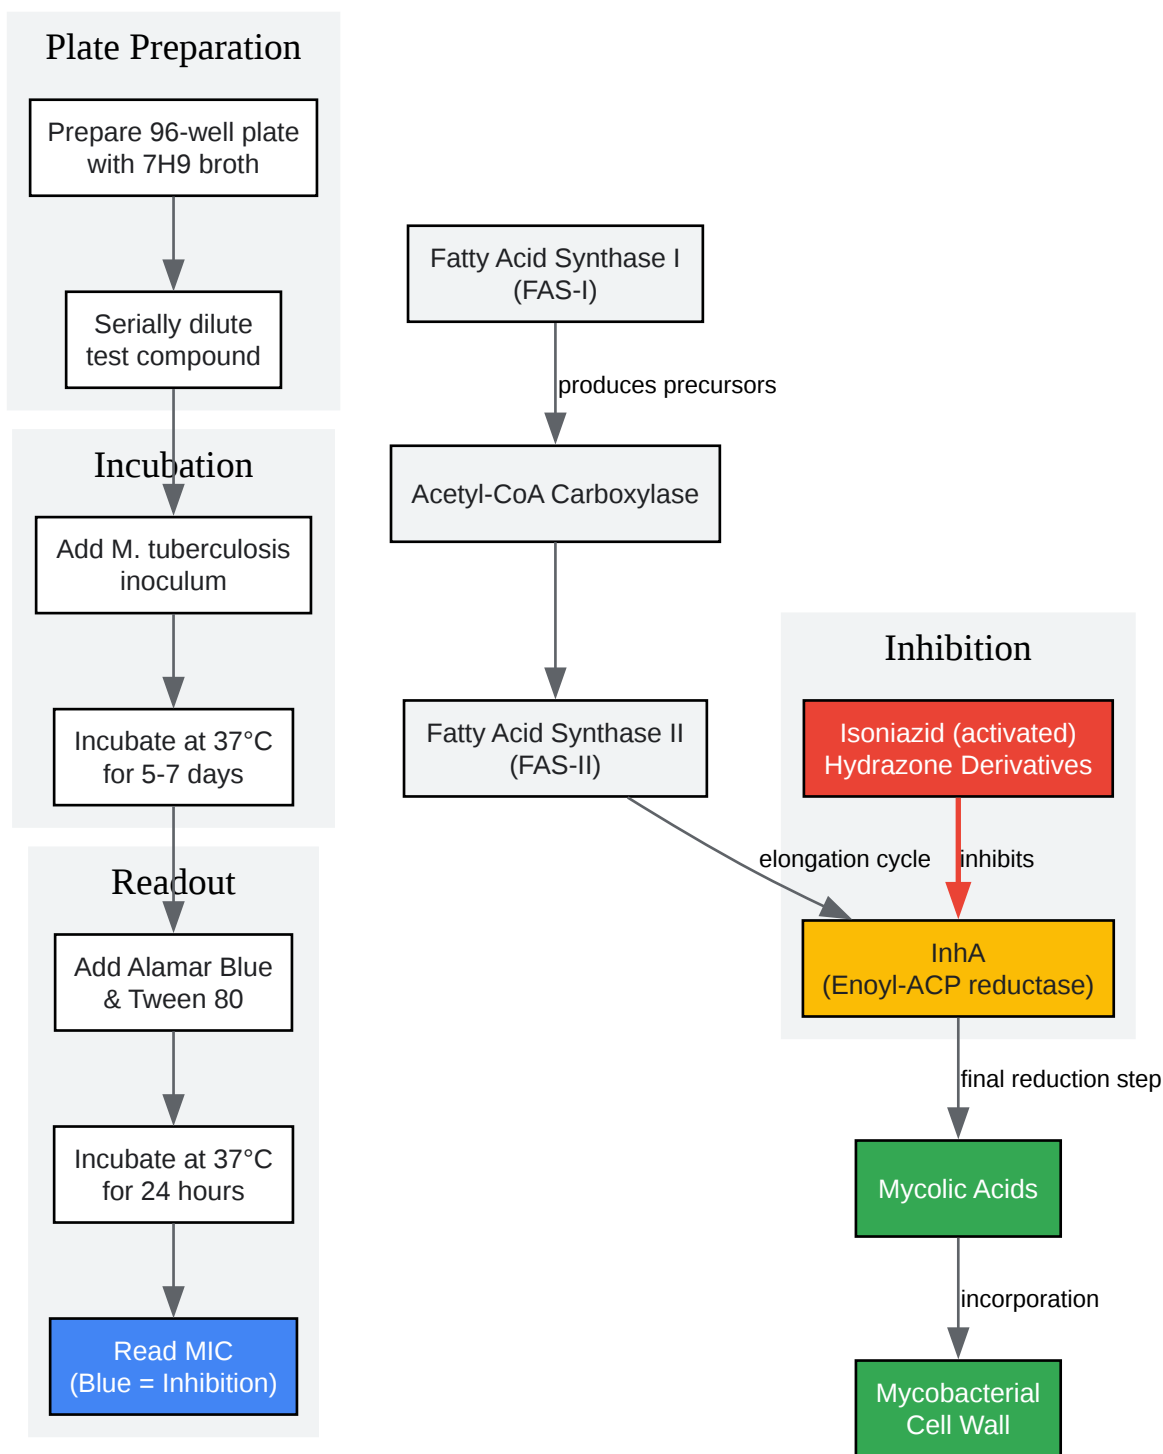 Plate Preparation
Prepare 96-well plate
with 7H9 broth
Serially dilute
test compound
Incubation
Add M. tuberculosis
inoculum
Incubate at 37°C
for 5-7 days
Readout
Add Alamar Blue
& Tween 80
Incubate at 37°C
for 24 hours
Read MIC
(Blue = Inhibition)
Fatty Acid Synthase I
(FAS-I)
produces precursors
Acetyl-CoA Carboxylase
Fatty Acid Synthase II
(FAS-II)
elongation cycle
Inhibition
Isoniazid (activated)
Hydrazone Derivatives
inhibits
InhA
(Enoyl-ACP reductase)
final reduction step
Mycolic Acids
incorporation
Mycobacterial
Cell Wall